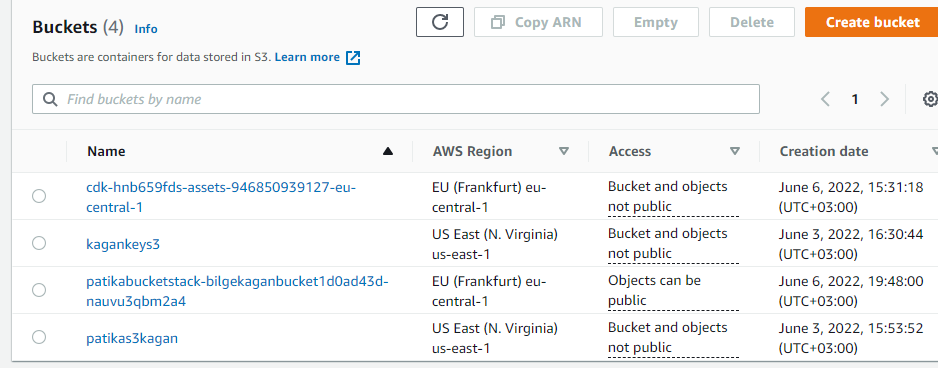 Buckets (4) Info
Copy ARN
Empty
Delete
Create bucket
Buckets are containers for data stored in S3. Learn more
Find buckets by name
1
Name
AWS Region
Access
Creation date
cdk-hnb659fds-assets-946850939127-eu-
central-1
EU (Frankfurt) eu-
central-1
Bucket and objects
not public
June 6, 2022, 15:31:18
(UTC+03:00)
kagankeys3
US East (N. Virginia)
us-east-1
Bucket and objects
not public
June 3, 2022, 16:30:44
(UTC+03:00)
patikabucketstack-bilgekaganbucket1d0ad43d-
nauvu3qbm2a4
EU (Frankfurt) eu-
central-1
Objects can be
public
June 6, 2022, 19:48:00
(UTC+03:00)
patikas3kagan
US East (N. Virginia)
us-east-1
Bucket and objects
not public
June 3, 2022, 15:53:52
(UTC+03:00)